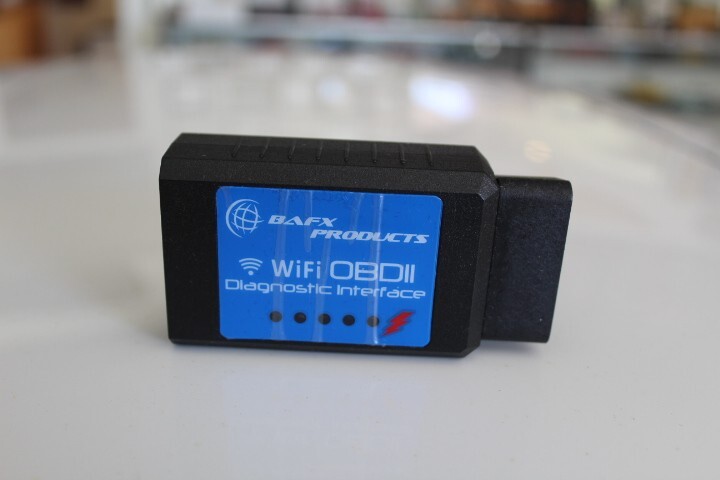 BAFX
PRODUCTS
WiFi OBDII
Diagnostic Interface